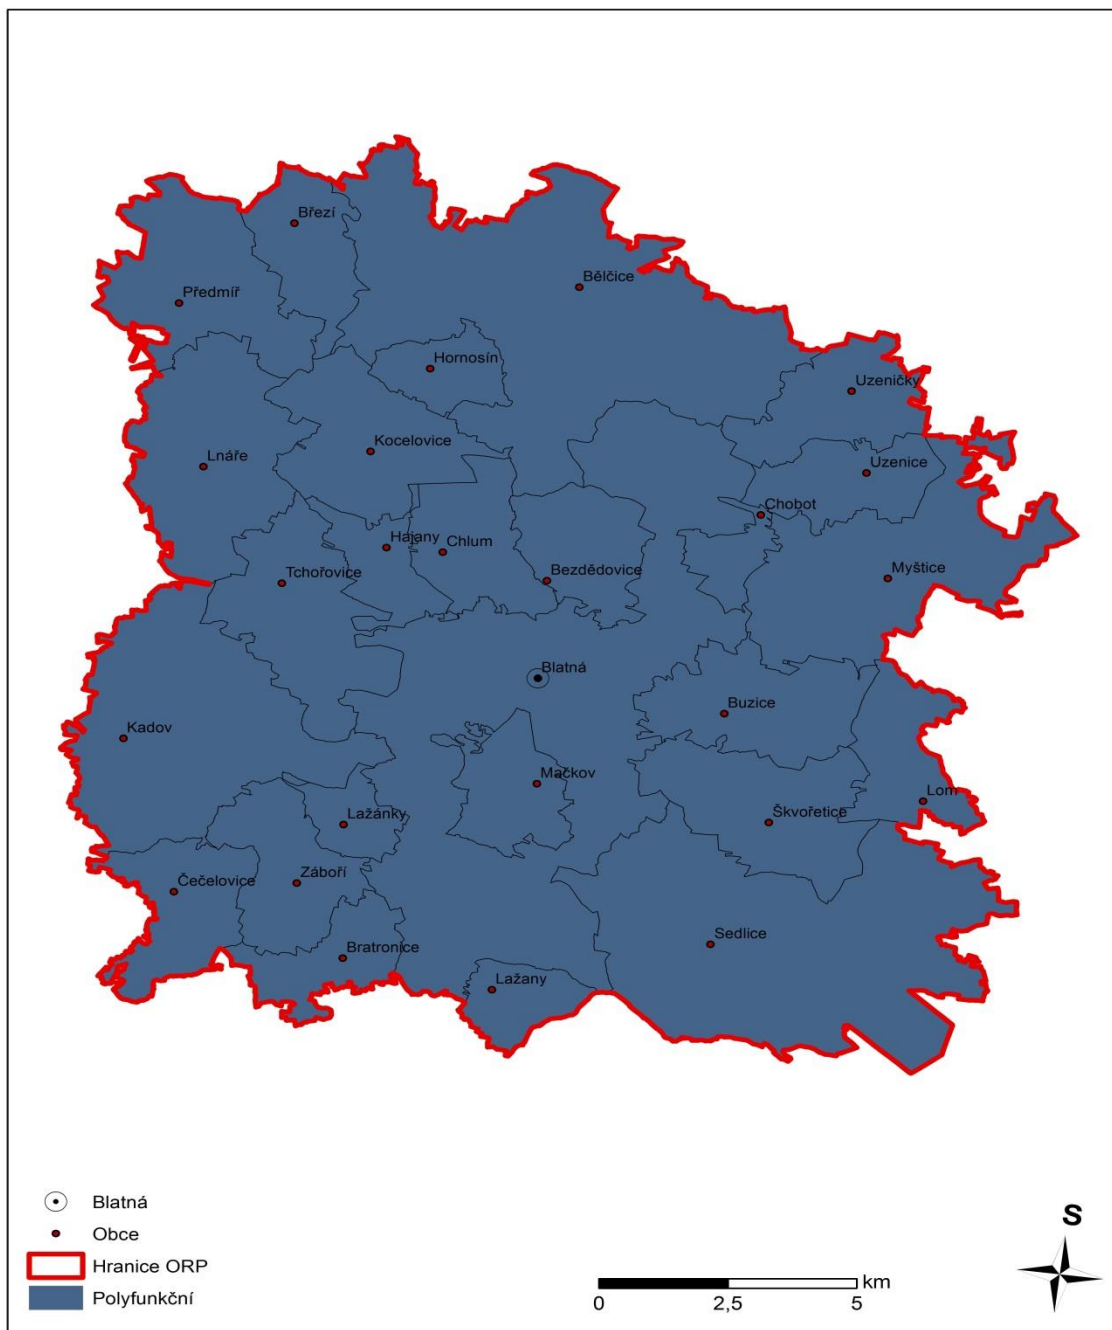 Březí
Bělčice
Předmíř
Hornosín
Uzeničky
Kocelovice
Lnáře
Uzenice
Chobot
Hajany
Chlum
Tchořovice
Bezdědovice
Myštice
Blatná
Buzice
Kadov
Mačkov
Lom
Lažánky
Škvořetice
Čečelovice
Záboří
Sedlice
Bratronice
Lažany
Blatná
Obce
Hranice ORP
Polyfunkční
km
0 2,5 5
S